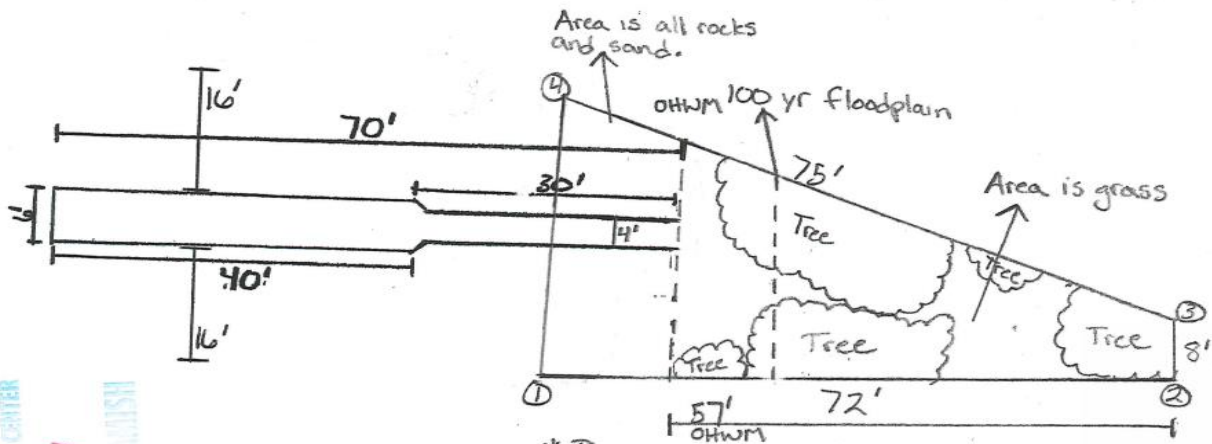 Area is all rocks
and sand.
④
OHWM 100 yr floodplain
16'
70'
75'
Area is grass
30'
Tree
6'
4'
Tree
40'
③
16'
Tree
Tree
Tree
8'
CENTER
①
72'
②
57'
OHWM